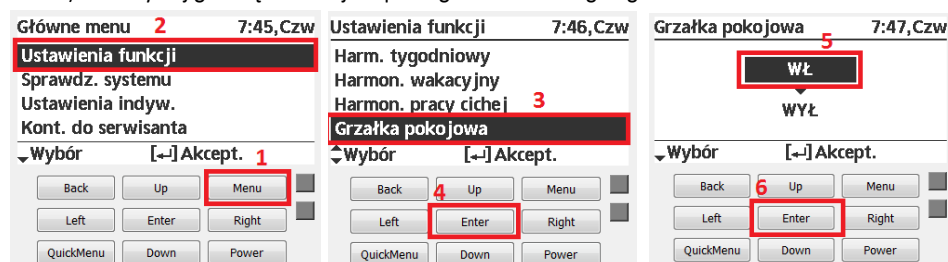 Główne menu 2 7:45,Czw
Ustawienia funkcji
Sprawdz. systemu
Ustawienia indyw.
Kont. do serwisanta
Wybór [↵] Akcept. 1
Back Up Menu
Left Enter Right
QuickMenu Down Power
Ustawienia funkcji 7:46,Czw
Harm. tygodniowy
Harmon. wakacyjny
Harmon. pracy cichej 3
Grzałka pokojowa
Wybór [↵] Akcept.
Back 4 Up Menu
Left Enter Right
QuickMenu Down Power
Grzałka pokojowa 7:47,Czw
5
WŁ
WYŁ
Wybór [↵] Akcept.
Back 6 Up Menu
Left Enter Right
QuickMenu Down Power